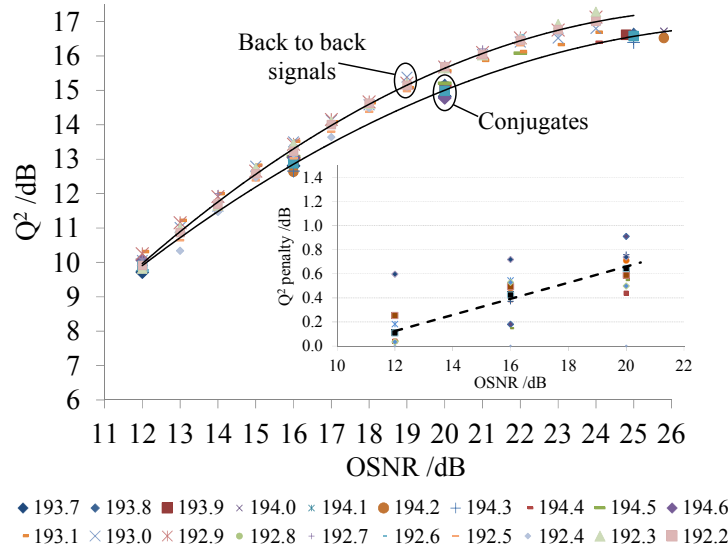 17
16
15
14
13
12
11
10
9
8
7
6
Q² /dB
Back to back
signals
Conjugates
1.4
1.2
1.0
0.8
0.6
0.4
0.2
0.0
Q² penalty /dB
10 12 14 16 18 20 22
OSNR /dB
11 12 13 14 15 16 17 18 19 20 21 22 23 24 25 26
OSNR /dB
193.7 193.8 193.9 194.0 194.1 194.2 194.3 194.4 194.5 194.6
193.1 193.0 192.9 192.8 192.7 192.6 192.5 192.4 192.3 192.2